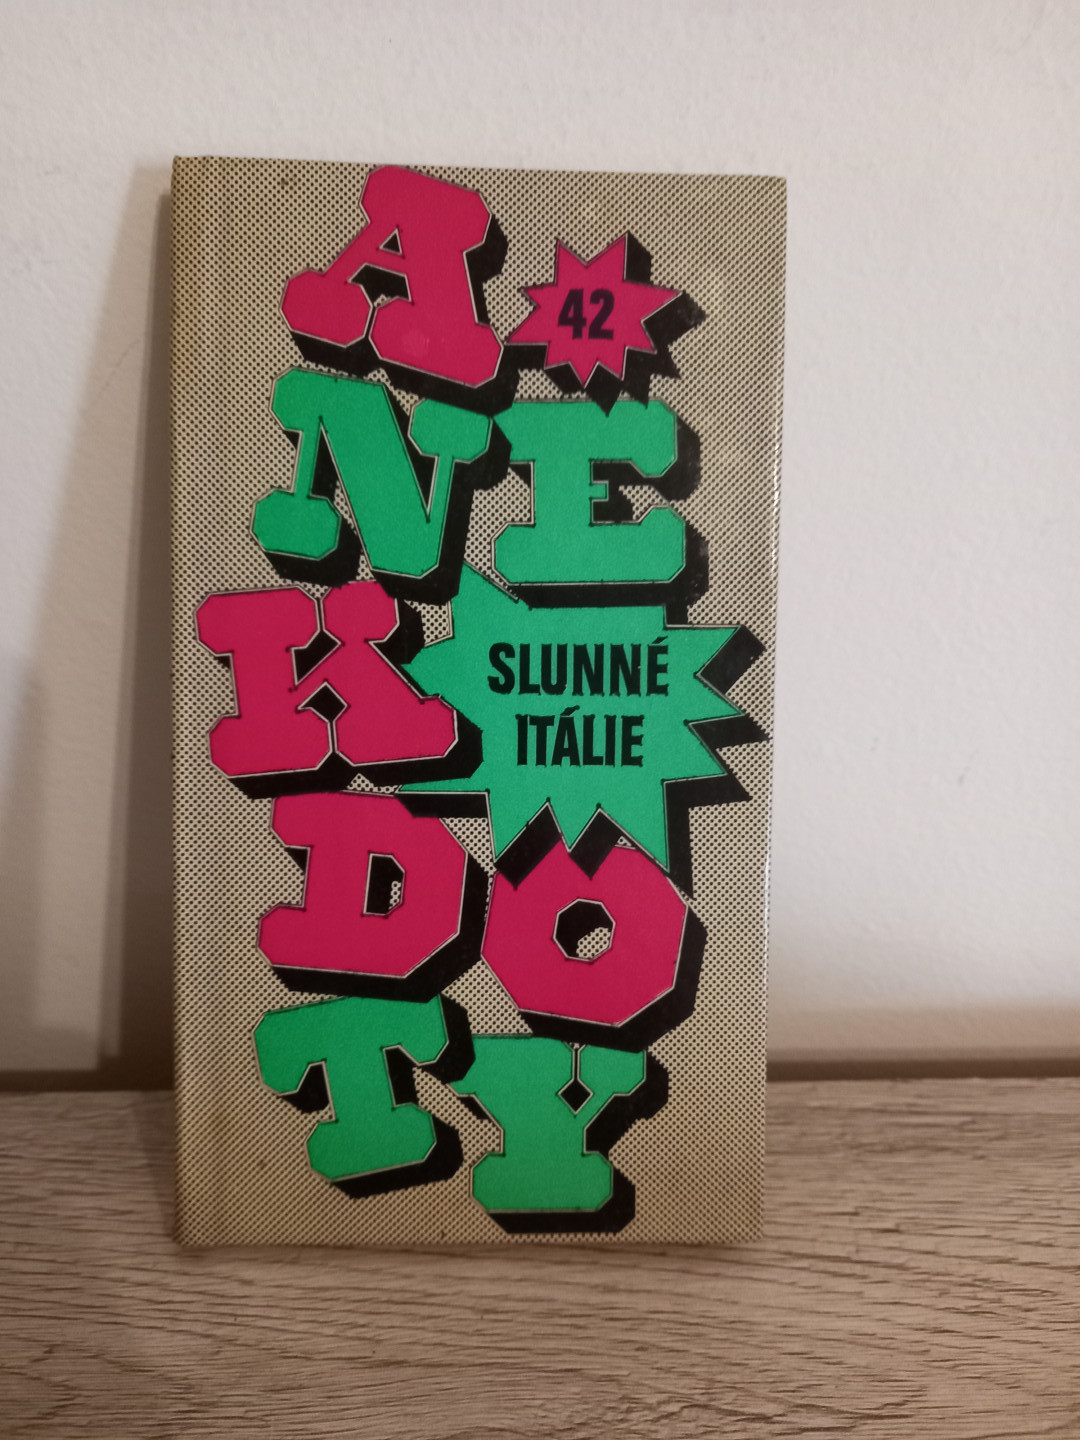 A
42
NE
K
SLUNNÉ
ITÁLIE
DO
TY